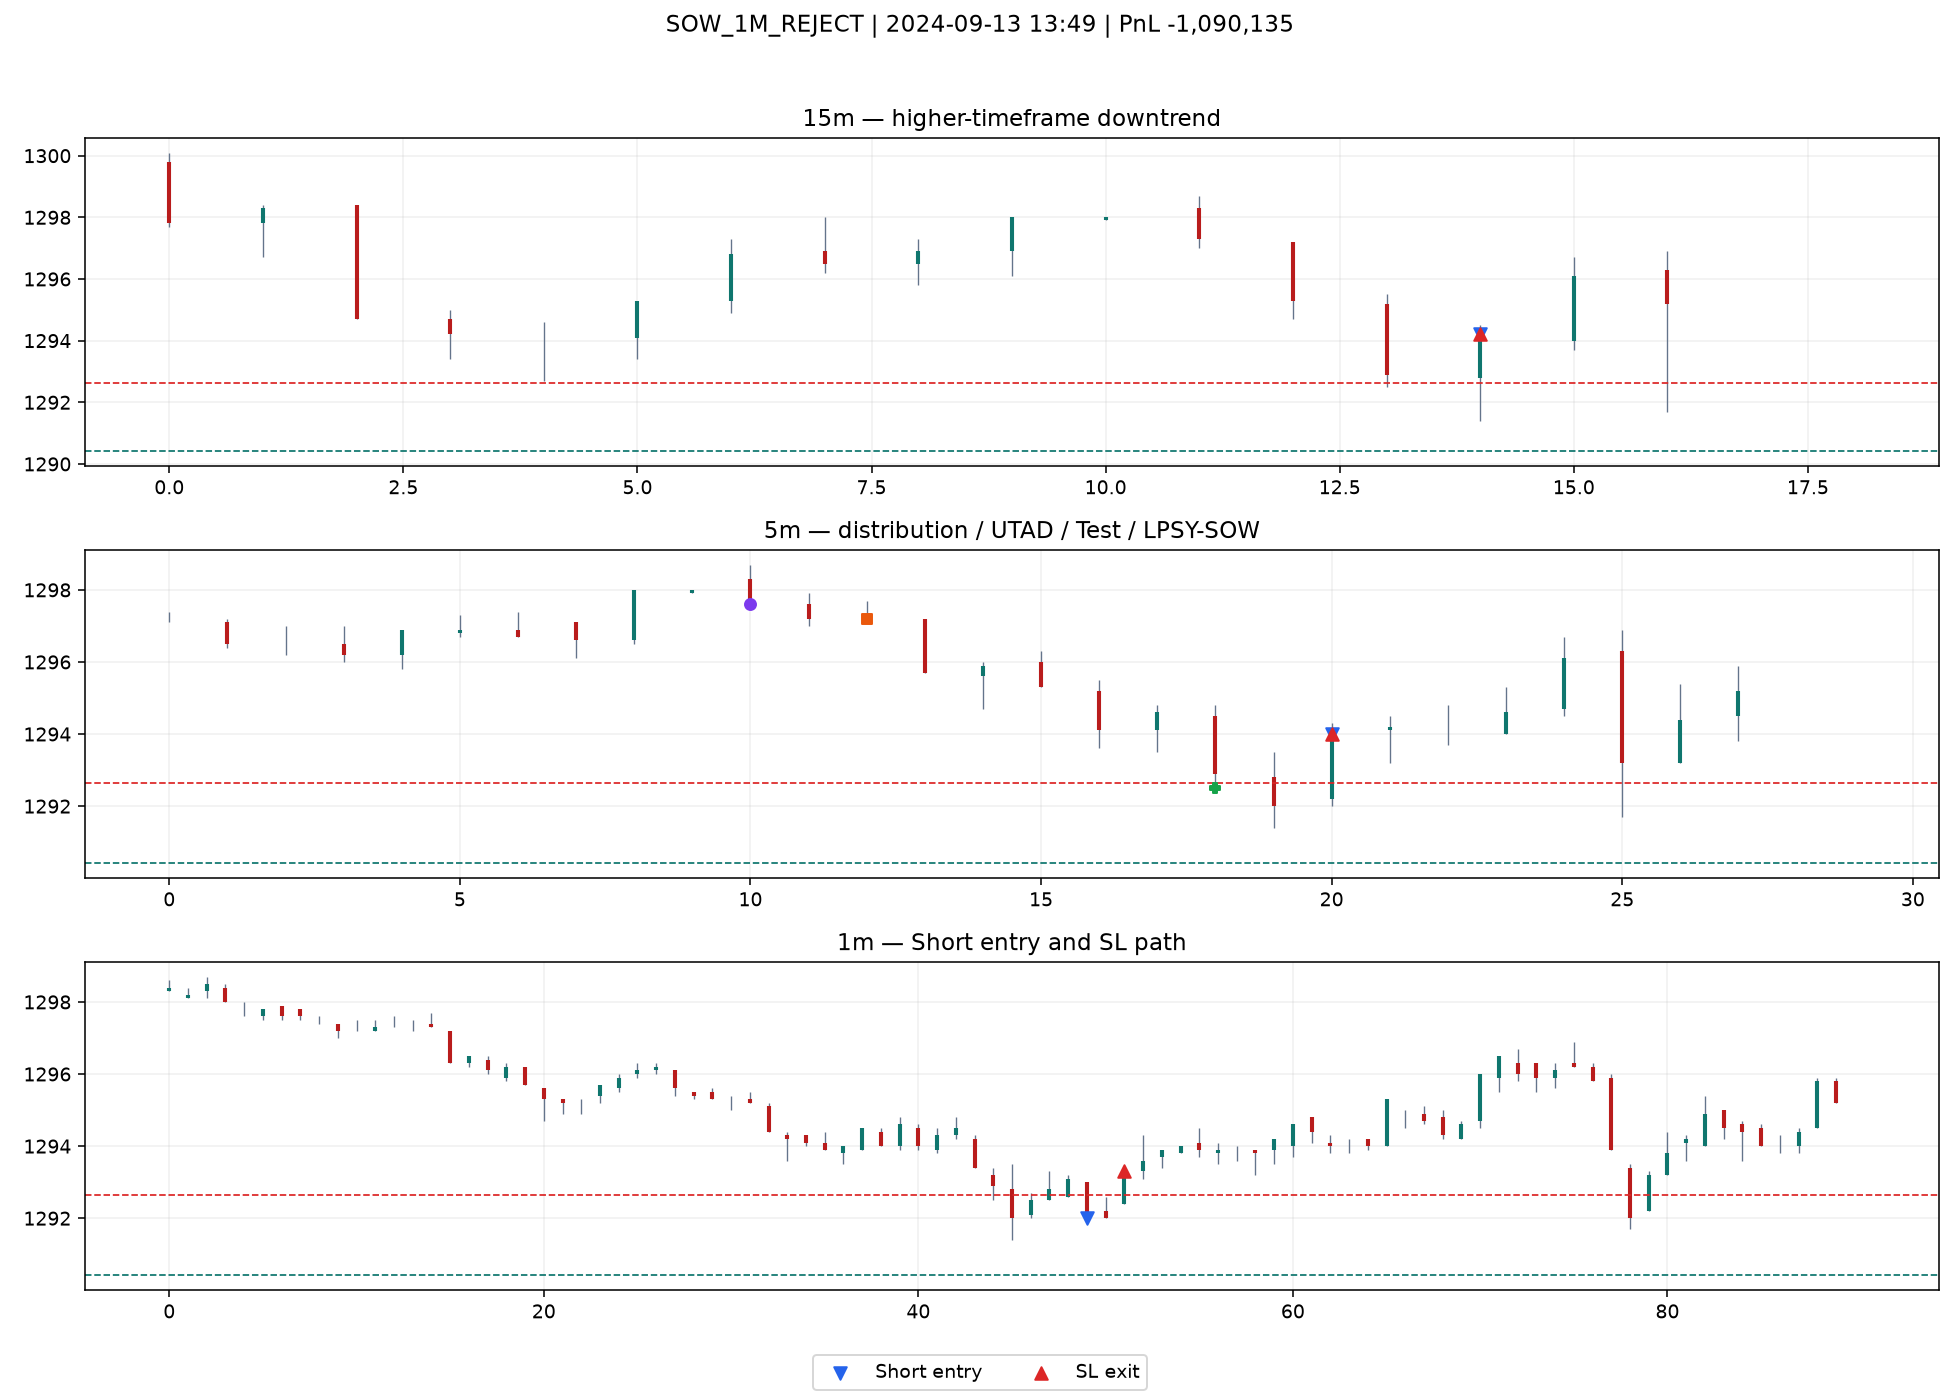 SOW_1M_REJECT | 2024-09-13 13:49 | PnL -1,090,135
15m — higher-timeframe downtrend
1300
1298
1296
1294
1292
1290
0.0 2.5 5.0 7.5 10.0 12.5 15.0 17.5
5m — distribution / UTAD / Test / LPSY-SOW
1298
1296
1294
1292
0 5 10 15 20 25 30
1m — Short entry and SL path
1298
1296
1294
1292
0 20 40 60 80
Short entry SL exit